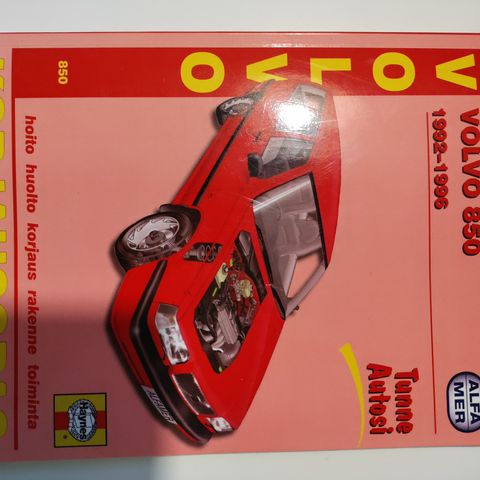 VOLVO
VOLVO 850
1992-1996
ALFA
MER
Tunne
Autosi
850
hoito huolto korjaus rakenne toiminta
Haynes